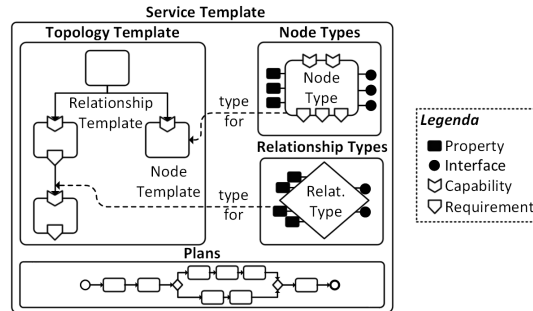 Service Template
Topology Template
Relationship
Template
Node
Template
type
for
type
for
Node Types
Node
Type
Relationship Types
Relat.
Type
Plans
Legenda
Property
Interface
Capability
Requirement